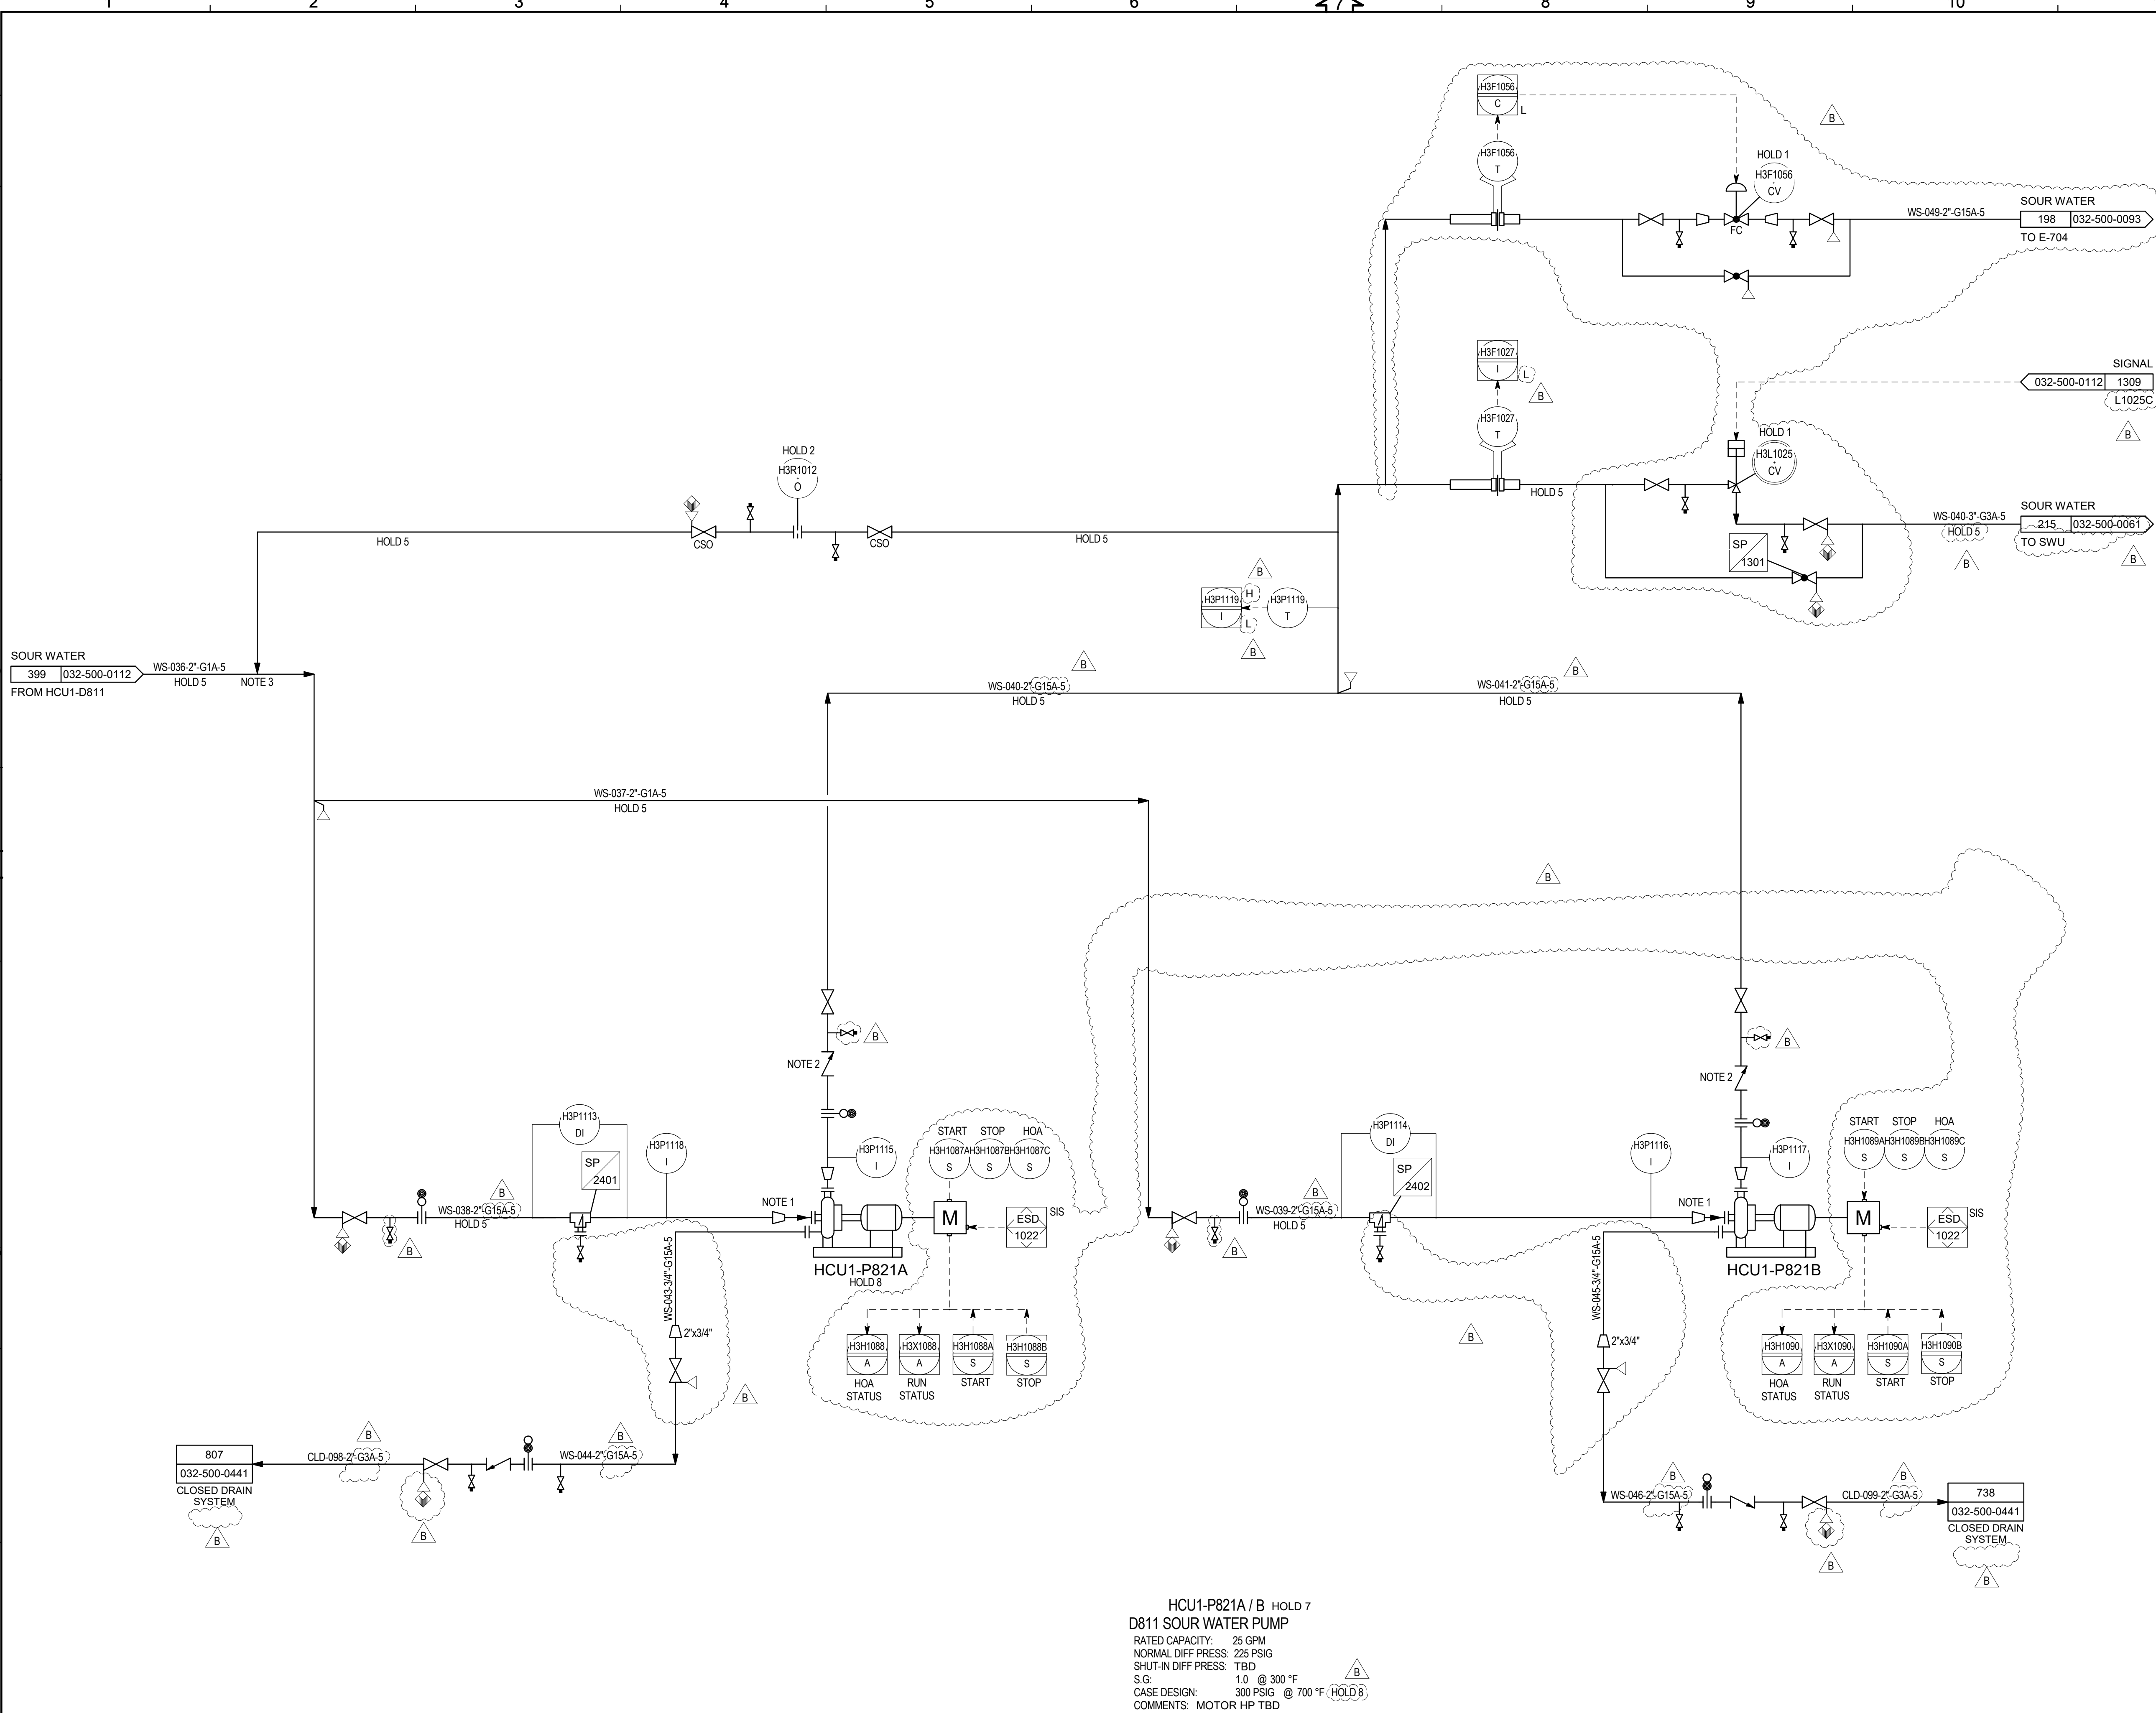 1 2 3 4 5 6 7 8 9 10
H3F1056
C
L
H3F1056
T
B
HOLD 1
H3F1056
CV
FC
WS-049-2"-G15A-5
SOUR WATER
198 032-500-0093
TO E-704
H3F1027
I
L
B
H3F1027
T
HOLD 5
SIGNAL
032-500-0112 1309
L1025C
B
HOLD 1
H3L1025
CV
SP
1301
WS-040-3"-G3A-5
HOLD 5
B
SOUR WATER
215 032-500-0061
TO SWU
B
HOLD 2
H3R1012
O
HOLD 5
CSO
CSO
HOLD 5
B
H3P1119
I
H
L
H3P1119
T
B
SOUR WATER
399 032-500-0112
FROM HCU1-D811
WS-036-2"-G1A-5
HOLD 5
NOTE 3
WS-040-2"-G15A-5
HOLD 5
B
WS-041-2"-G15A-5
HOLD 5
B
WS-037-2"-G1A-5
HOLD 5
B
B
NOTE 2
B
NOTE 2
H3P1113
DI
SP
2401
H3P1118
I
H3P1115
I
B
WS-038-2"-G15A-5
HOLD 5
B
NOTE 1
START STOP HOA
H3H1087A H3H1087B H3H1087C
S S S
M
ESD
1022
SIS
HCU1-P821A
HOLD 8
WS-043-3/4"-G15A-5
2"x3/4"
B
H3H1088
A
HOA
STATUS
H3X1088
A
RUN
STATUS
H3H1088A
S
START
H3H1088B
S
STOP
H3P1114
DI
SP
2402
H3P1116
I
H3P1117
I
B
WS-039-2"-G15A-5
HOLD 5
B
NOTE 1
START STOP HOA
H3H1089A H3H1089B H3H1089C
S S S
M
ESD
1022
SIS
HCU1-P821B
WS-045-3/4"-G15A-5
2"x3/4"
B
H3H1090
A
HOA
STATUS
H3X1090
A
RUN
STATUS
H3H1090A
S
START
H3H1090B
S
STOP
807
032-500-0441
CLOSED DRAIN
SYSTEM
B
CLD-098-2"-G3A-5
B
B
WS-044-2"-G15A-5
B
WS-046-2"-G15A-5
B
CLD-099-2"-G3A-5
B
B
738
032-500-0441
CLOSED DRAIN
SYSTEM
B
HCU1-P821A / B HOLD 7
D811 SOUR WATER PUMP
RATED CAPACITY: 25 GPM
NORMAL DIFF PRESS: 225 PSIG
SHUT-IN DIFF PRESS: TBD
S.G: 1.0 @ 300 °F
CASE DESIGN: 300 PSIG @ 700 °F HOLD 8
B
COMMENTS: MOTOR HP TBD